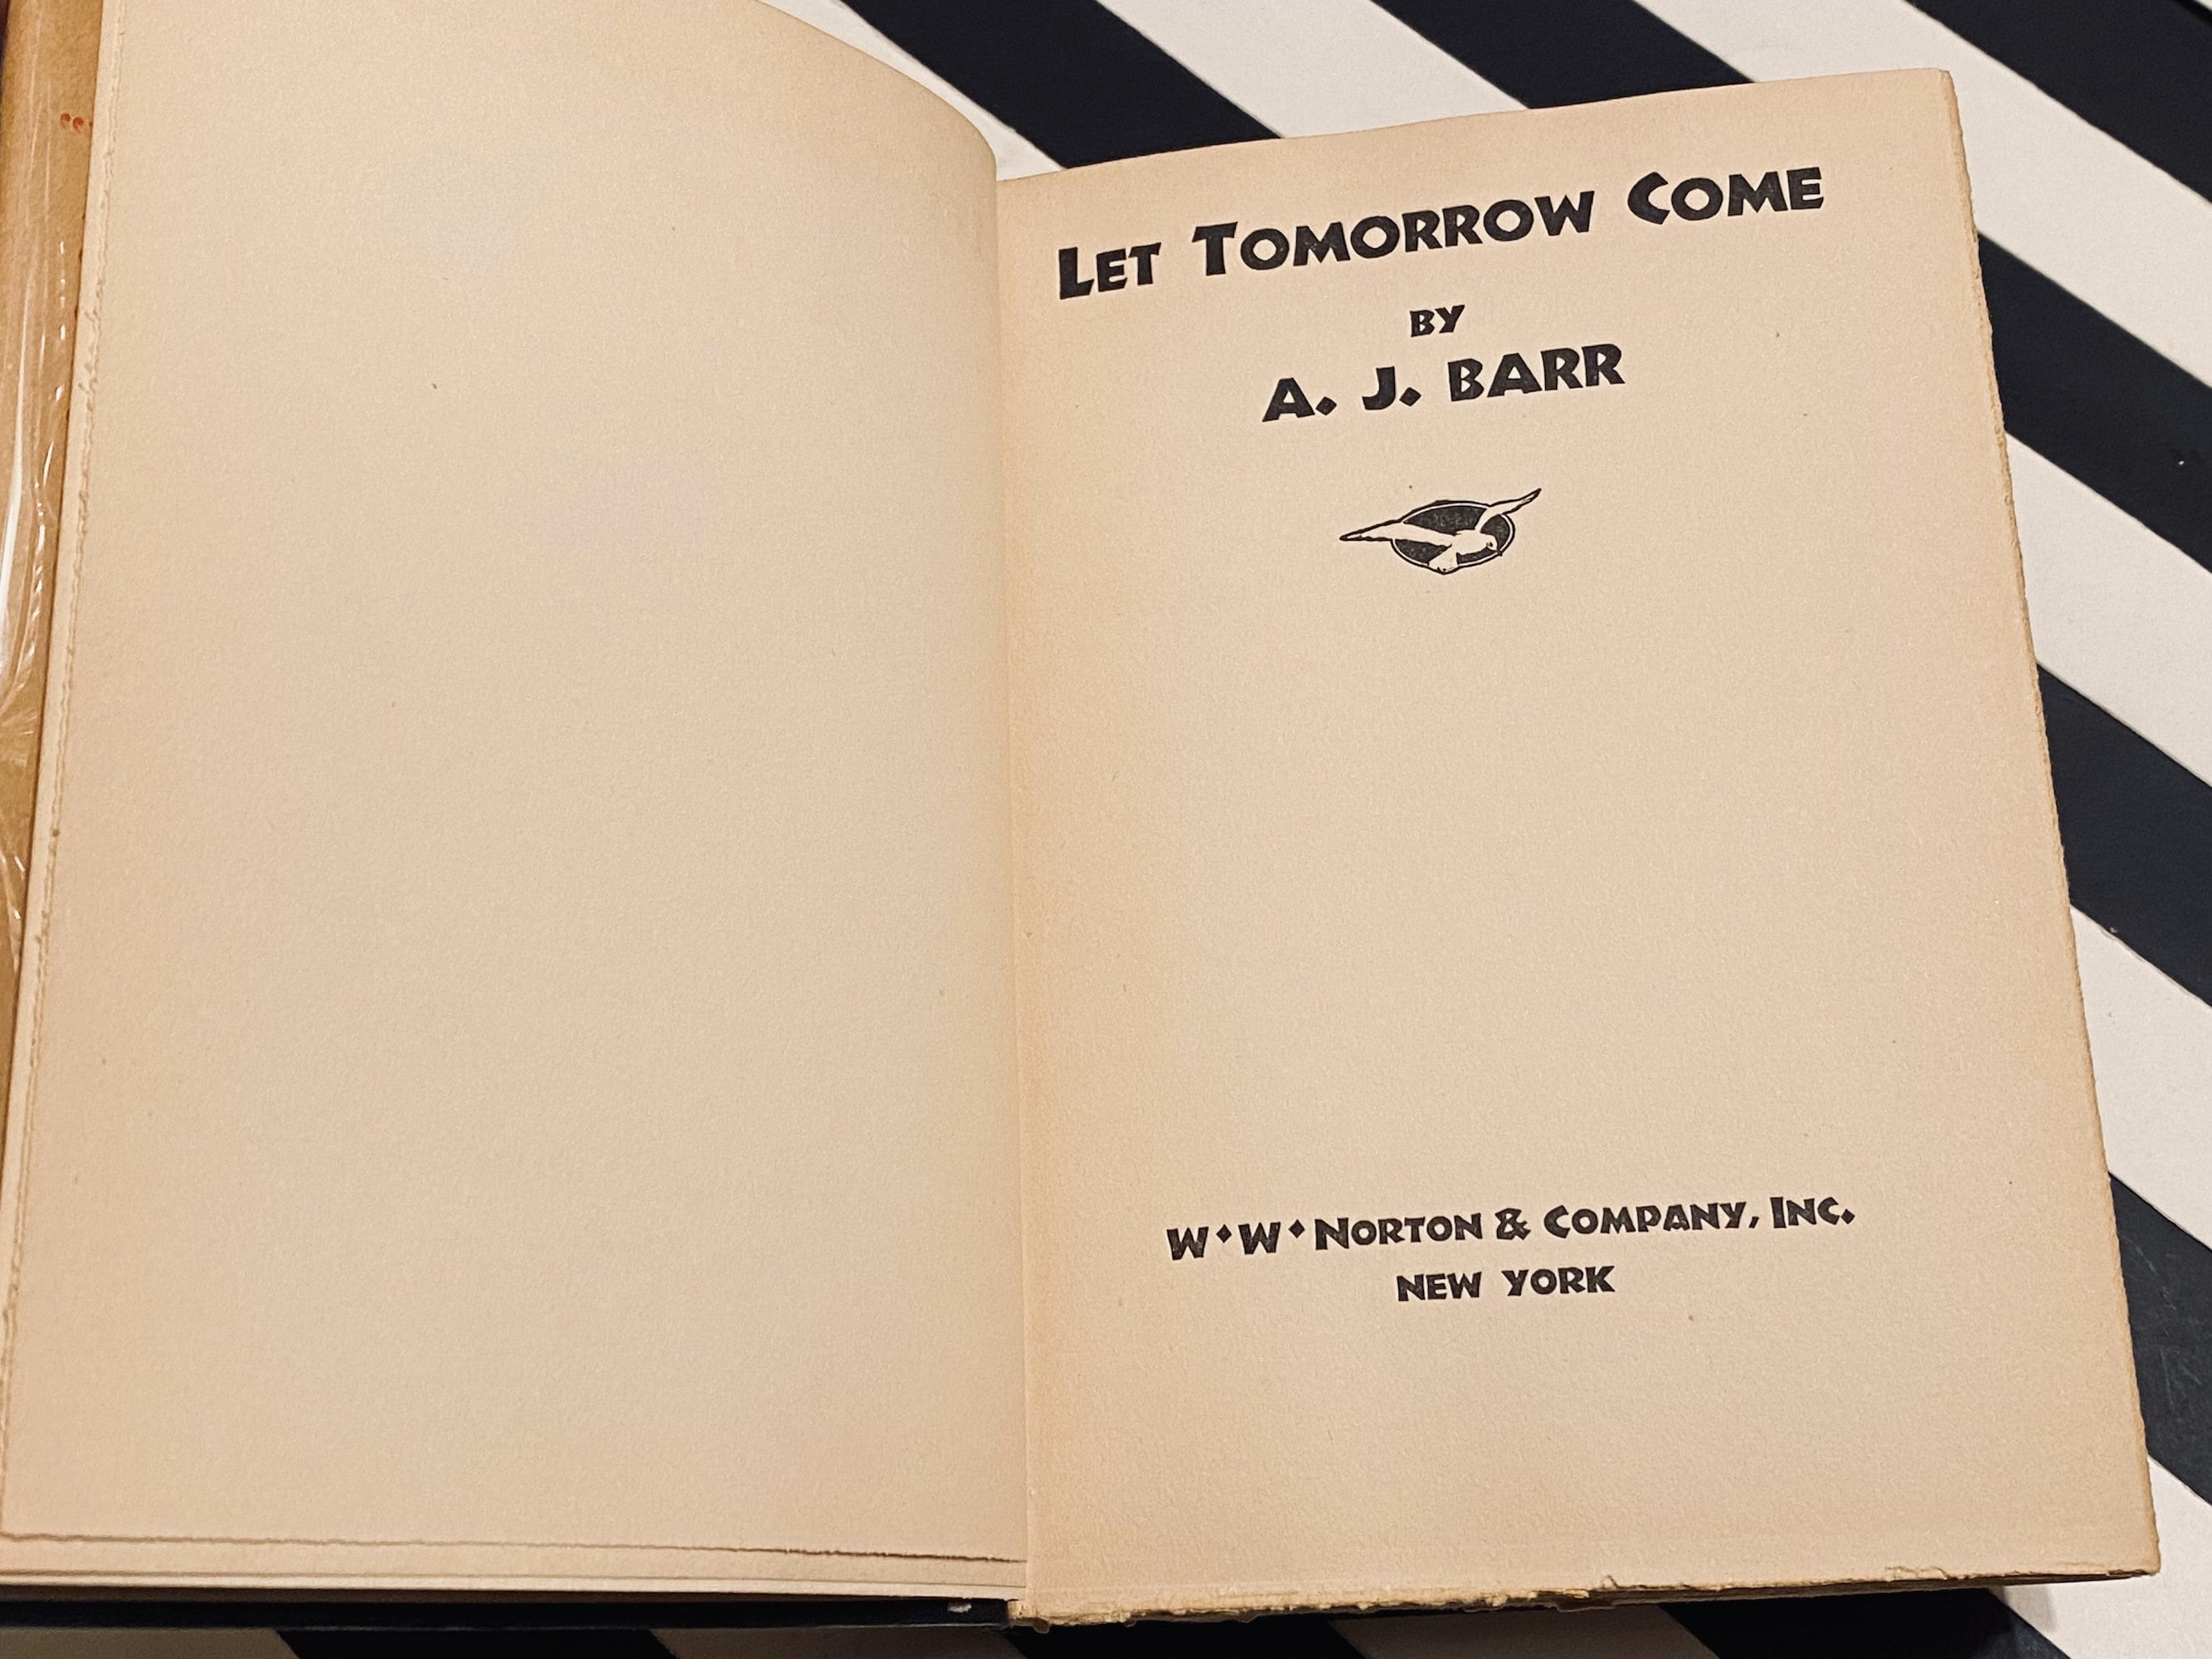 LET TOMORROW COME
BY
A. J. BARR
W • W • NORTON & COMPANY, INC.
NEW YORK